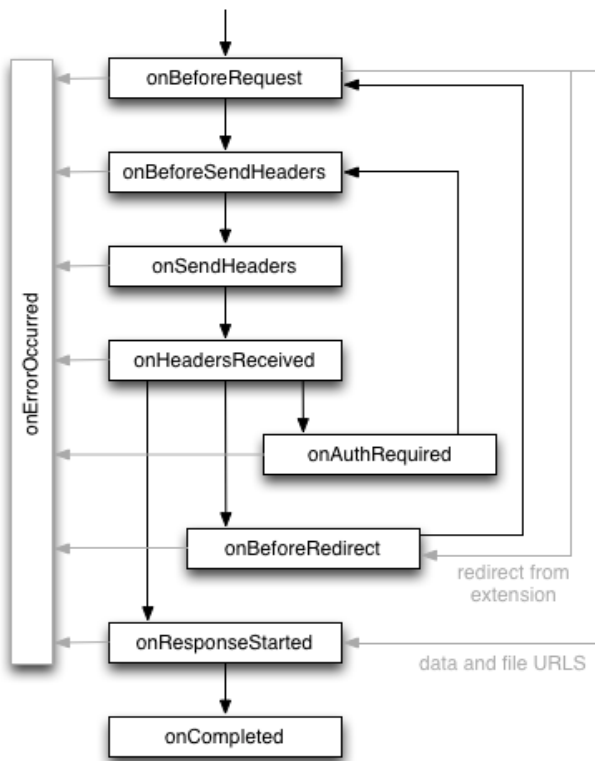 onBeforeRequest
onBeforeSendHeaders
onSendHeaders
onErrorOccurred
onHeadersReceived
onAuthRequired
onBeforeRedirect
redirect from
extension
onResponseStarted
data and file URLS
onCompleted